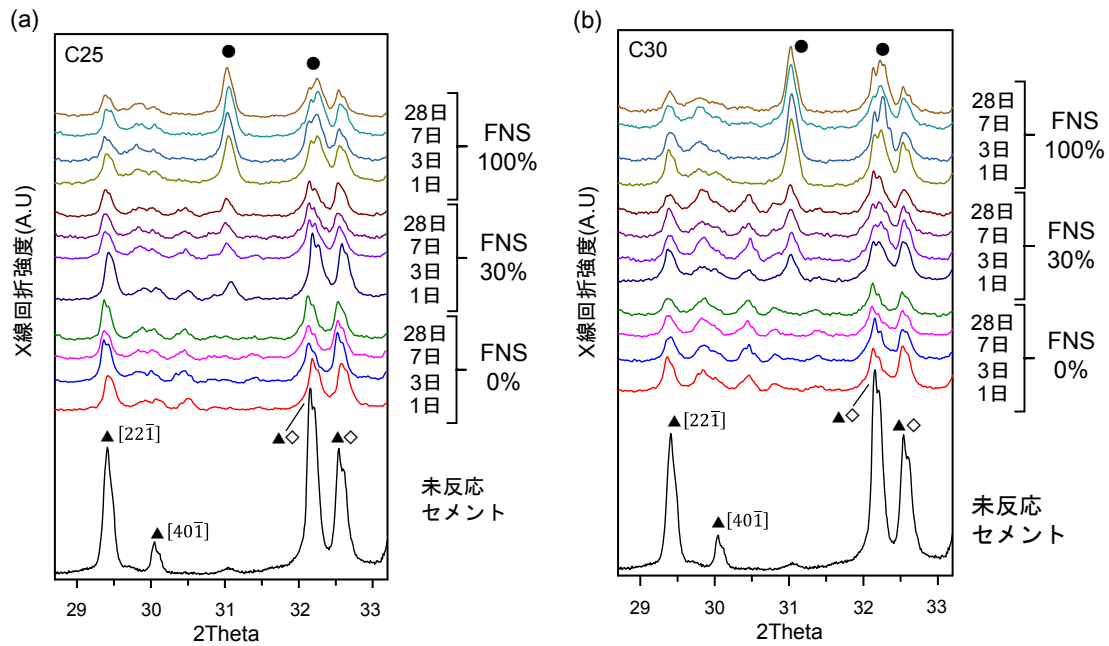 (a)
C25
X線回折強度(A.U)
28日
7日
3日
1日
FNS
100%
28日
7日
3日
1日
FNS
30%
28日
7日
3日
1日
FNS
0%
▲◇
▲◇
▲ [221̅]
▲ [401̅]
未反応
セメント
29 30 31 32 33
2Theta
(b)
C30
X線回折強度(A.U)
28日
7日
3日
1日
FNS
100%
28日
7日
3日
1日
FNS
30%
28日
7日
3日
1日
FNS
0%
▲◇
▲◇
▲ [221̅]
▲ [401̅]
未反応
セメント
29 30 31 32 33
2Theta